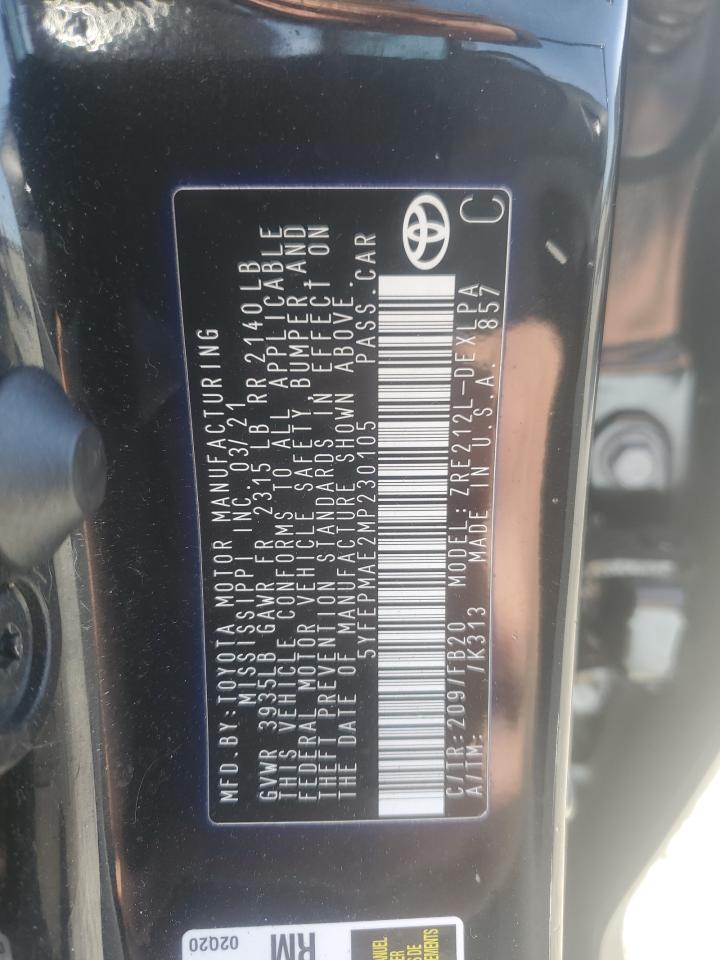 MFD.BY:TOYOTA MOTOR MANUFACTURING
MISSISSIPPI INC. 03/21
GVWR 3935LB GAWR FR 2315 LB RR 2140 LB
THIS VEHICLE CONFORMS TO ALL APPLICABLE
FEDERAL MOTOR VEHICLE SAFETY, BUMPER, AND
THEFT PREVENTION STANDARDS IN EFFECT ON
THE DATE OF MANUFACTURE SHOWN ABOVE.
5YFEPMAE2MP230105 PASS.CAR
C/TR:209/FB20 MODEL:ZRE212L-DEXLPA
A/TM: /K313 MADE IN U.S.A. 857
C
02Q20
RM